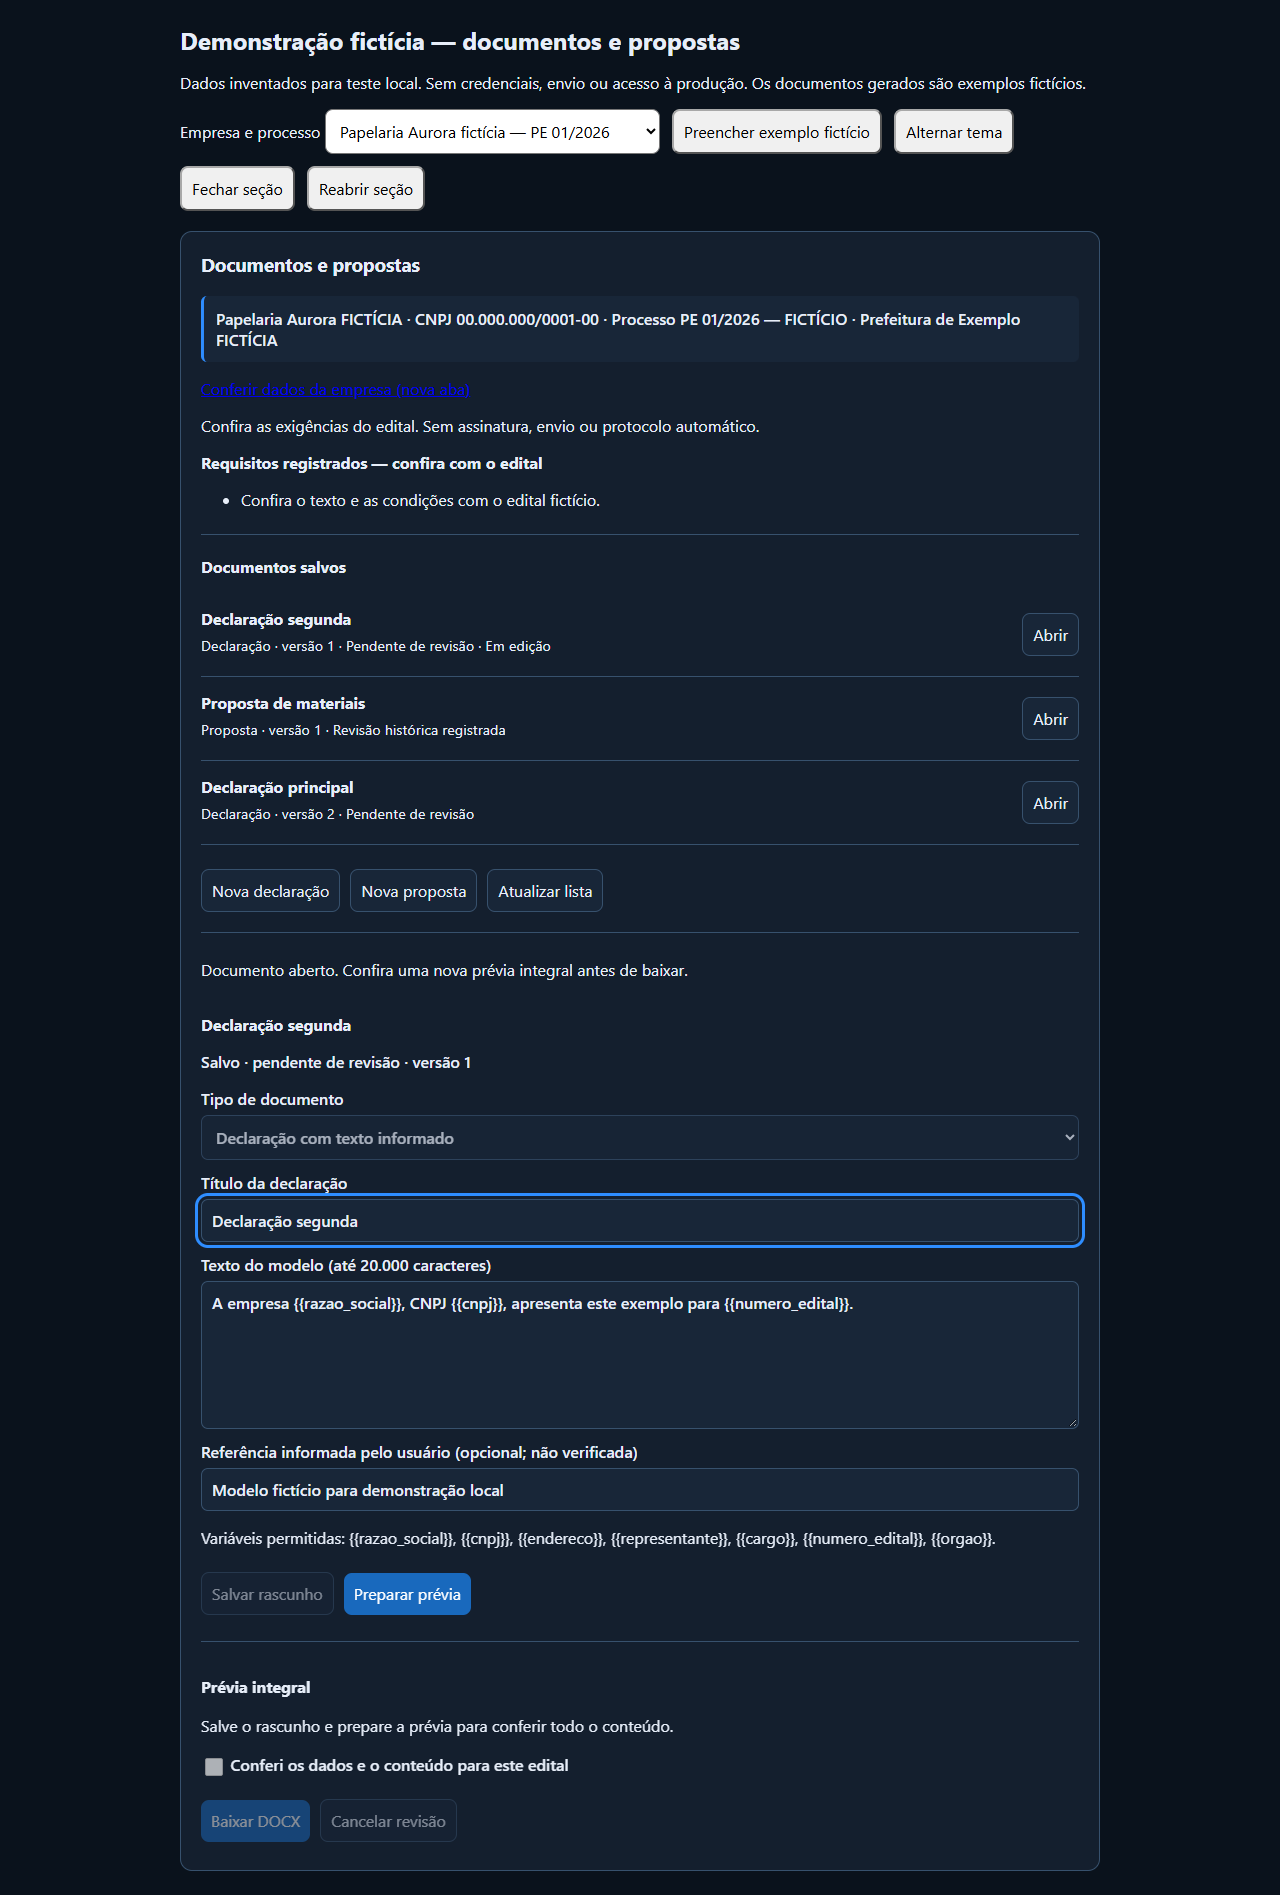 Demonstração fictícia — documentos e propostas
Dados inventados para teste local. Sem credenciais, envio ou acesso à produção. Os documentos gerados são exemplos fictícios.
Empresa e processo Papelaria Aurora fictícia — PE 01/2026 Preencher exemplo fictício Alternar tema
Fechar seção Reabrir seção
Documentos e propostas
Papelaria Aurora FICTÍCIA · CNPJ 00.000.000/0001-00 · Processo PE 01/2026 — FICTÍCIO · Prefeitura de Exemplo
FICTÍCIA
Conferir dados da empresa (nova aba)
Confira as exigências do edital. Sem assinatura, envio ou protocolo automático.
Requisitos registrados — confira com o edital
• Confira o texto e as condições com o edital fictício.
Documentos salvos
Declaração segunda
Declaração · versão 1 · Pendente de revisão · Em edição
Abrir
Proposta de materiais
Proposta · versão 1 · Revisão histórica registrada
Abrir
Declaração principal
Declaração · versão 2 · Pendente de revisão
Abrir
Nova declaração Nova proposta Atualizar lista
Documento aberto. Confira uma nova prévia integral antes de baixar.
Declaração segunda
Salvo · pendente de revisão · versão 1
Tipo de documento
Declaração com texto informado
Título da declaração
Declaração segunda
Texto do modelo (até 20.000 caracteres)
A empresa {{razao_social}}, CNPJ {{cnpj}}, apresenta este exemplo para {{numero_edital}}.
Referência informada pelo usuário (opcional; não verificada)
Modelo fictício para demonstração local
Variáveis permitidas: {{razao_social}}, {{cnpj}}, {{endereco}}, {{representante}}, {{cargo}}, {{numero_edital}}, {{orgao}}.
Salvar rascunho Preparar prévia
Prévia integral
Salve o rascunho e prepare a prévia para conferir todo o conteúdo.
Conferi os dados e o conteúdo para este edital
Baixar DOCX Cancelar revisão